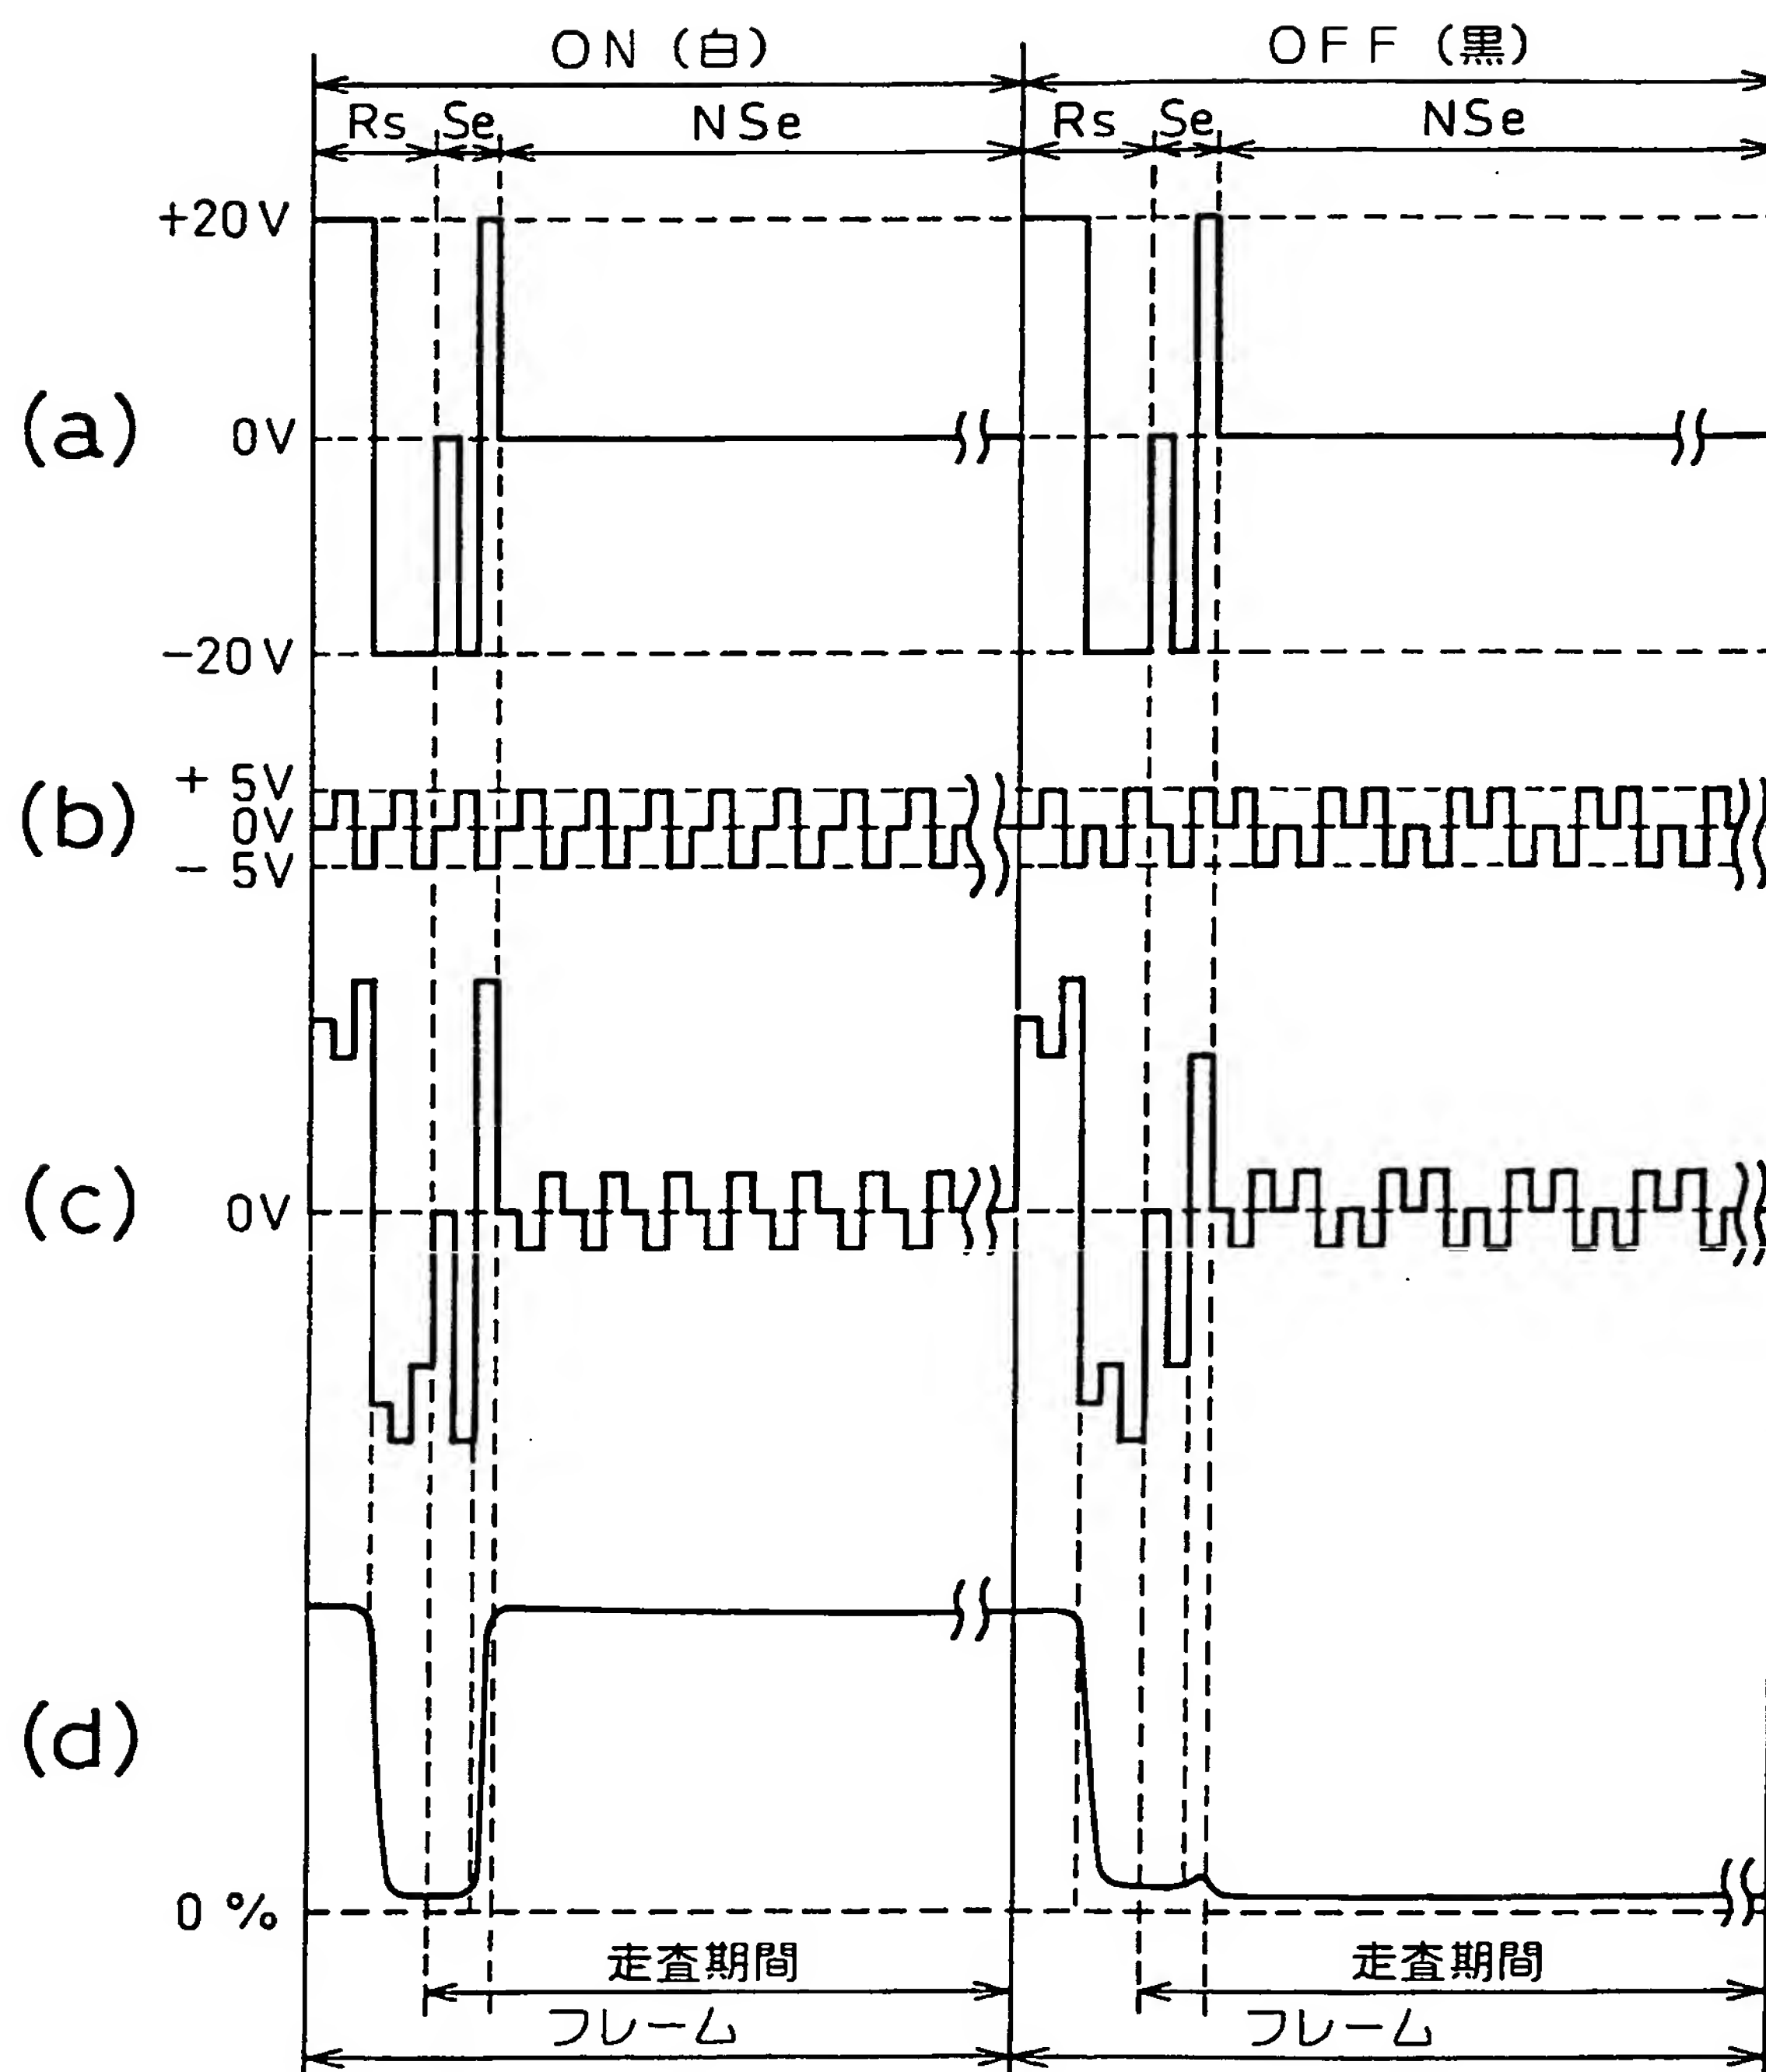 ON (白) OFF (黒)
Rs Se NSe Rs Se NSe
+20V
(a) 0V
−20V
+ 5V
(b) 0V
− 5V
(c) 0V
(d)
0 %
走査期間 走査期間
フレーム フレーム